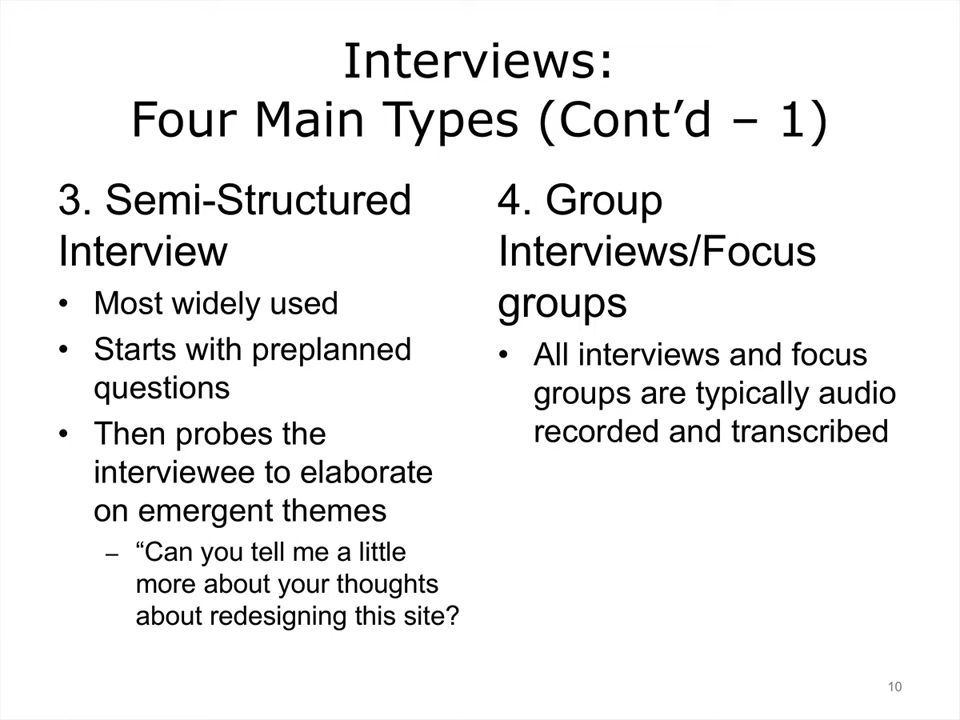 Interviews:
Four Main Types (Cont’d – 1)
3. Semi-Structured
Interview
• Most widely used
• Starts with preplanned
questions
• Then probes the
interviewee to elaborate
on emergent themes
– “Can you tell me a little
more about your thoughts
about redesigning this site?
4. Group
Interviews/Focus
groups
• All interviews and focus
groups are typically audio
recorded and transcribed
10